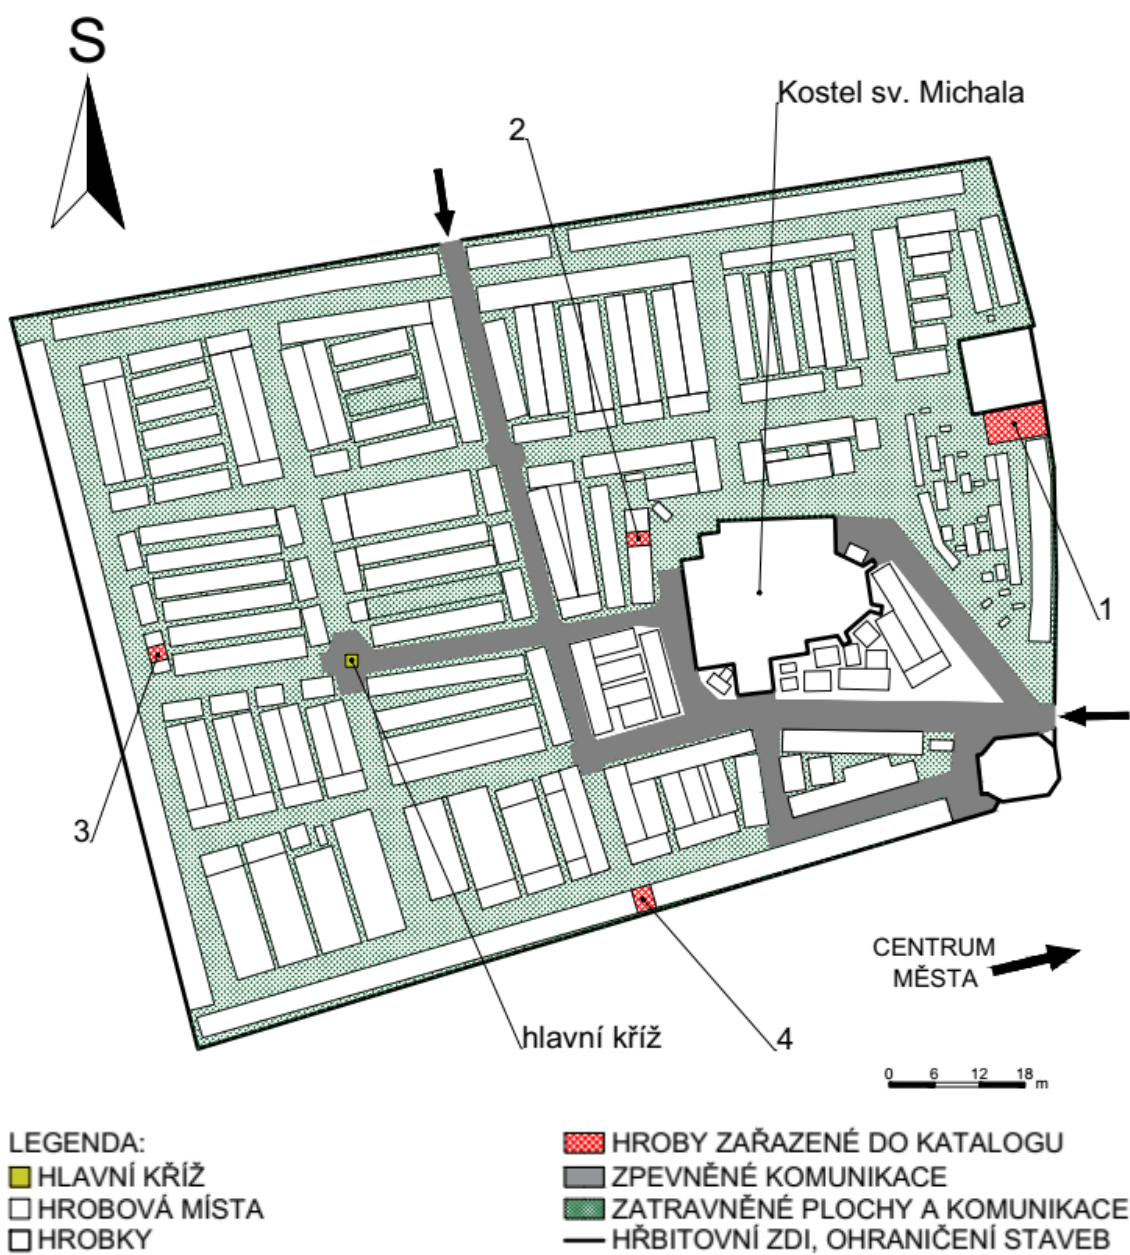 S
Kostel sv. Michala
2
1
3
CENTRUM
MĚSTA
hlavní kříž
4
0 6 12 18 m
LEGENDA:
HLAVNÍ KŘÍŽ
HROBOVÁ MÍSTA
HROBKY
HROBY ZAŘAZENÉ DO KATALOGU
ZPEVNĚNÉ KOMUNIKACE
ZATRAVNĚNÉ PLOCHY A KOMUNIKACE
HŘBITOVNÍ ZDI, OHRANIČENÍ STAVEB